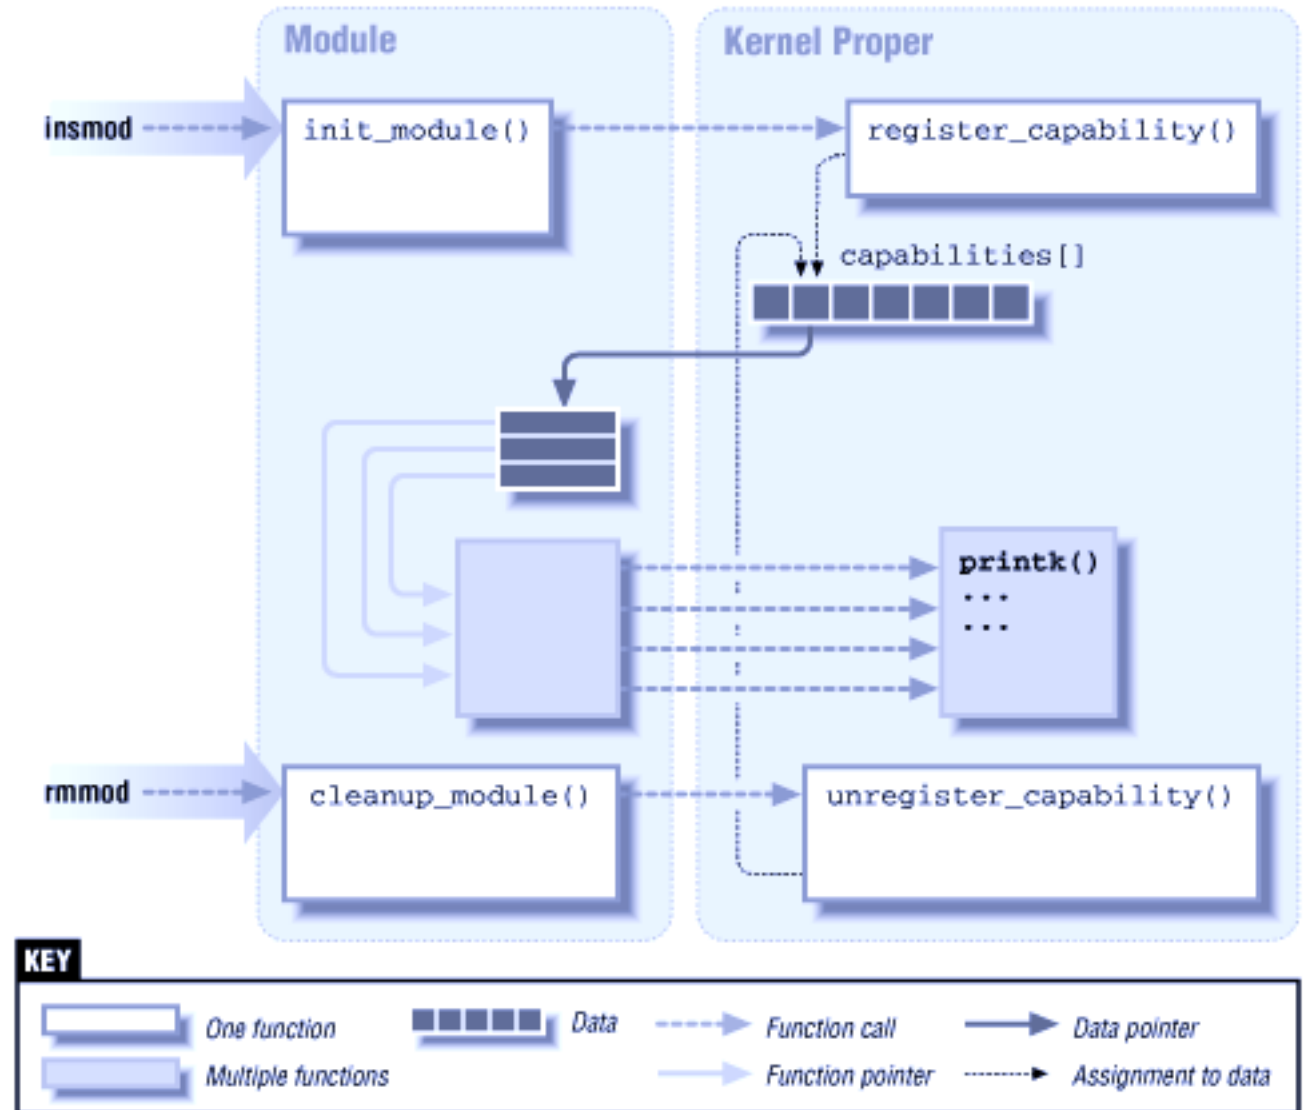 Module
Kernel Proper
insmod
init_module()
register_capability()
capabilities[]
printk()
...
...
rmmod
cleanup_module()
unregister_capability()
KEY
One function
Data
Function call
Data pointer
Multiple functions
Function pointer
Assignment to data